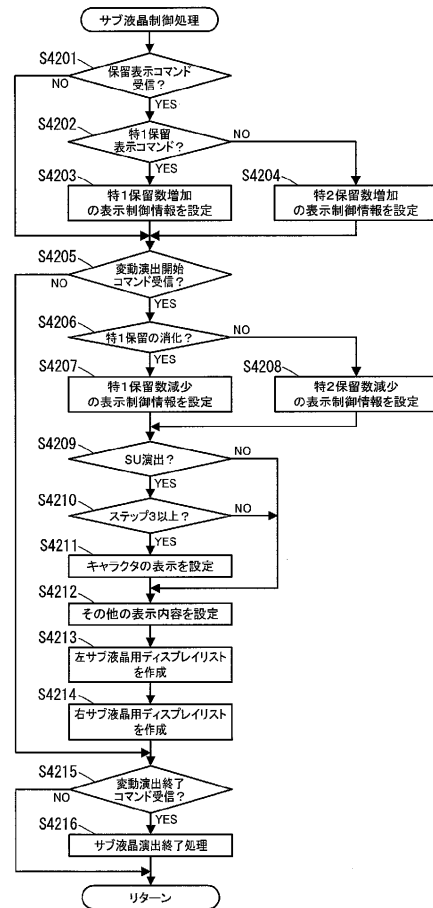 サブ液晶制御処理
S4201
保留表示コマンド
受信?
NO
YES
S4202
特1保留
表示コマンド?
NO
YES
S4203
特1保留数増加
の表示制御情報を設定
S4204
特2保留数増加
の表示制御情報を設定
S4205
変動演出開始
コマンド受信?
NO
YES
S4206
特1保留の消化?
NO
YES
S4207
特1保留数減少
の表示制御情報を設定
S4208
特2保留数減少
の表示制御情報を設定
S4209
SU演出?
NO
YES
S4210
ステップ3以上?
NO
YES
S4211
キャラクタの表示を設定
S4212
その他の表示内容を設定
S4213
左サブ液晶用ディスプレイリスト
を作成
S4214
右サブ液晶用ディスプレイリスト
を作成
S4215
変動演出終了
コマンド受信?
NO
YES
S4216
サブ液晶演出終了処理
リターン